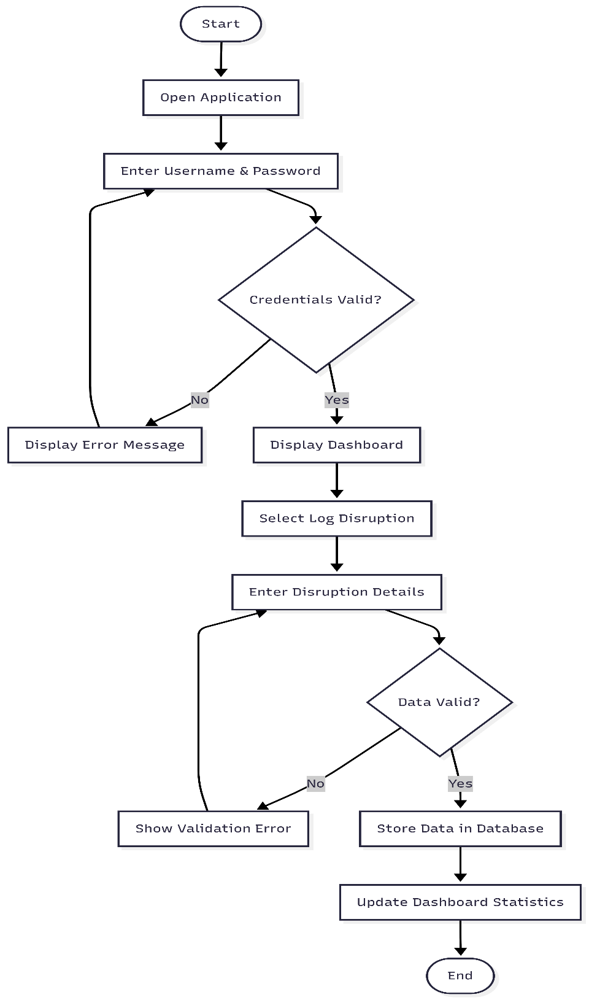 Start
Open Application
Enter Username & Password
Credentials Valid?
No
Yes
Display Error Message
Display Dashboard
Select Log Disruption
Enter Disruption Details
Data Valid?
No
Yes
Show Validation Error
Store Data in Database
Update Dashboard Statistics
End